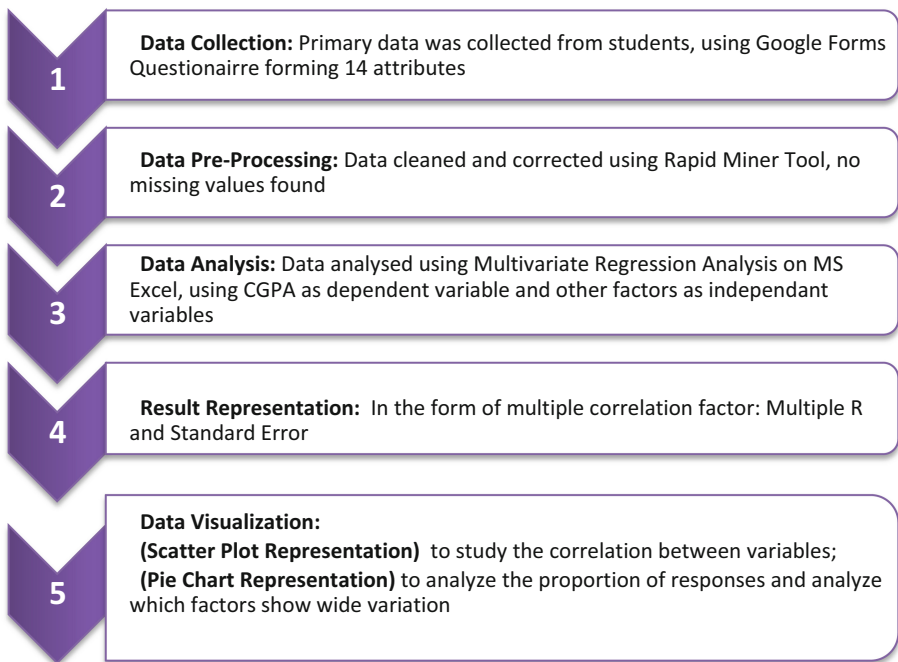 1
Data Collection: Primary data was collected from students, using Google Forms
Questionairre forming 14 attributes
2
Data Pre-Processing: Data cleaned and corrected using Rapid Miner Tool, no
missing values found
3
Data Analysis: Data analysed using Multivariate Regression Analysis on MS
Excel, using CGPA as dependent variable and other factors as independant
variables
4
Result Representation: In the form of multiple correlation factor: Multiple R
and Standard Error
5
Data Visualization:
(Scatter Plot Representation) to study the correlation between variables;
(Pie Chart Representation) to analyze the proportion of responses and analyze
which factors show wide variation